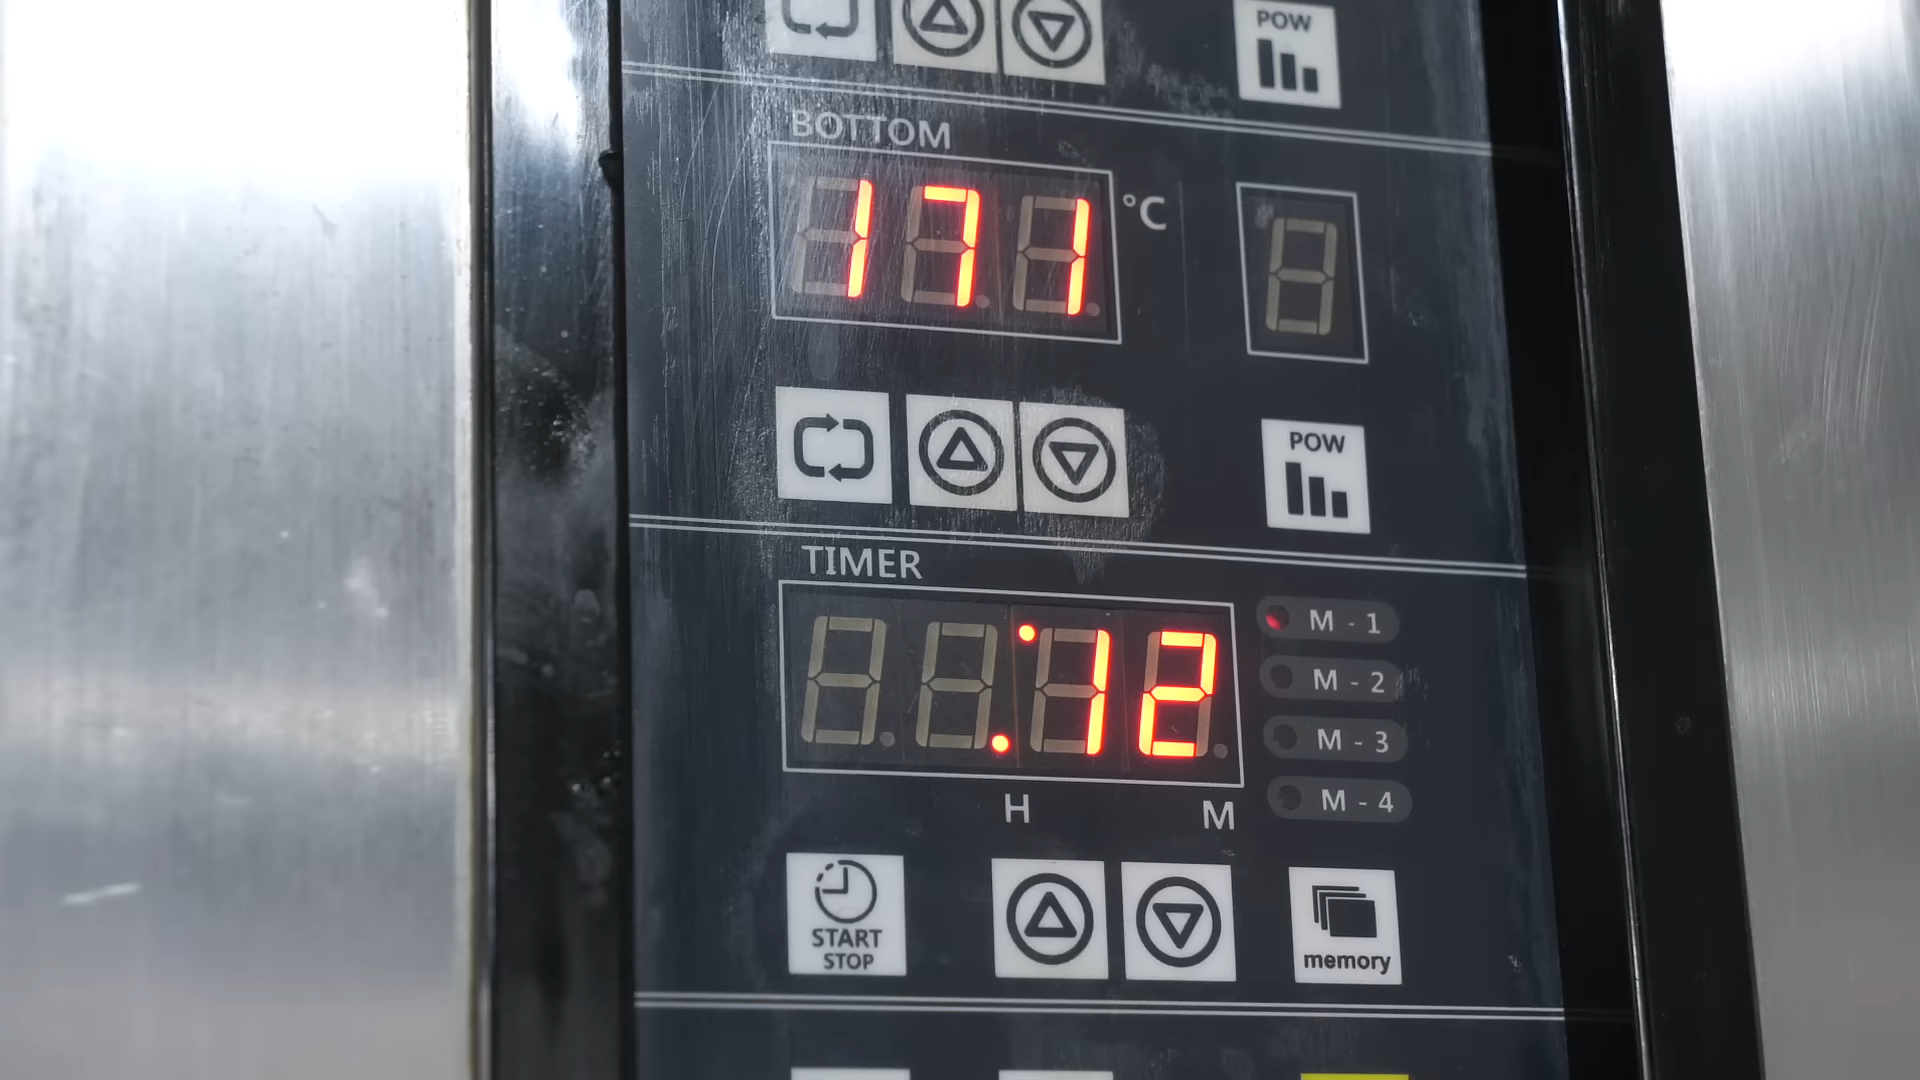 POW
BOTTOM
171 °C
POW
TIMER
.12
H M
M - 1
M - 2
M - 3
M - 4
START
STOP
memory